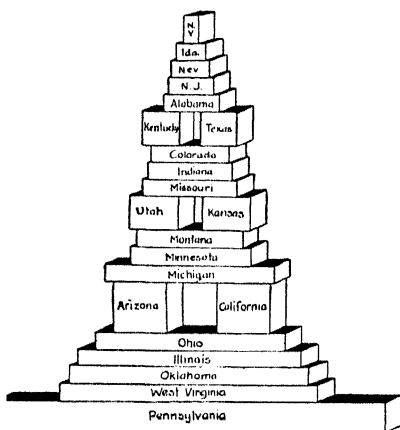 N.
Y
Ida.
Nev
N. J.
Alabama
Kentucky Texas
Colorado
Indiana
Missouri
Utah Kansas
Montana
Minnesota
Michigan
Arizona California
Ohio
Illinois
Oklahoma
West Virginia
Pennsylvania